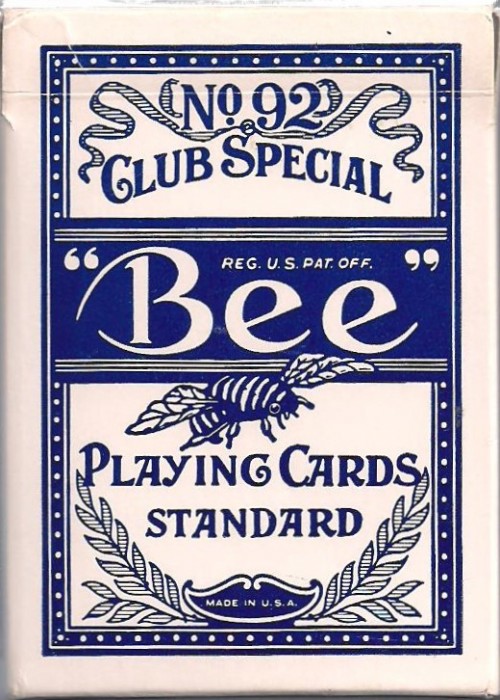 No 92
CLUB SPECIAL
REG. U.S. PAT. OFF.
"Bee"
PLAYING CARDS
STANDARD
MADE IN U.S.A.